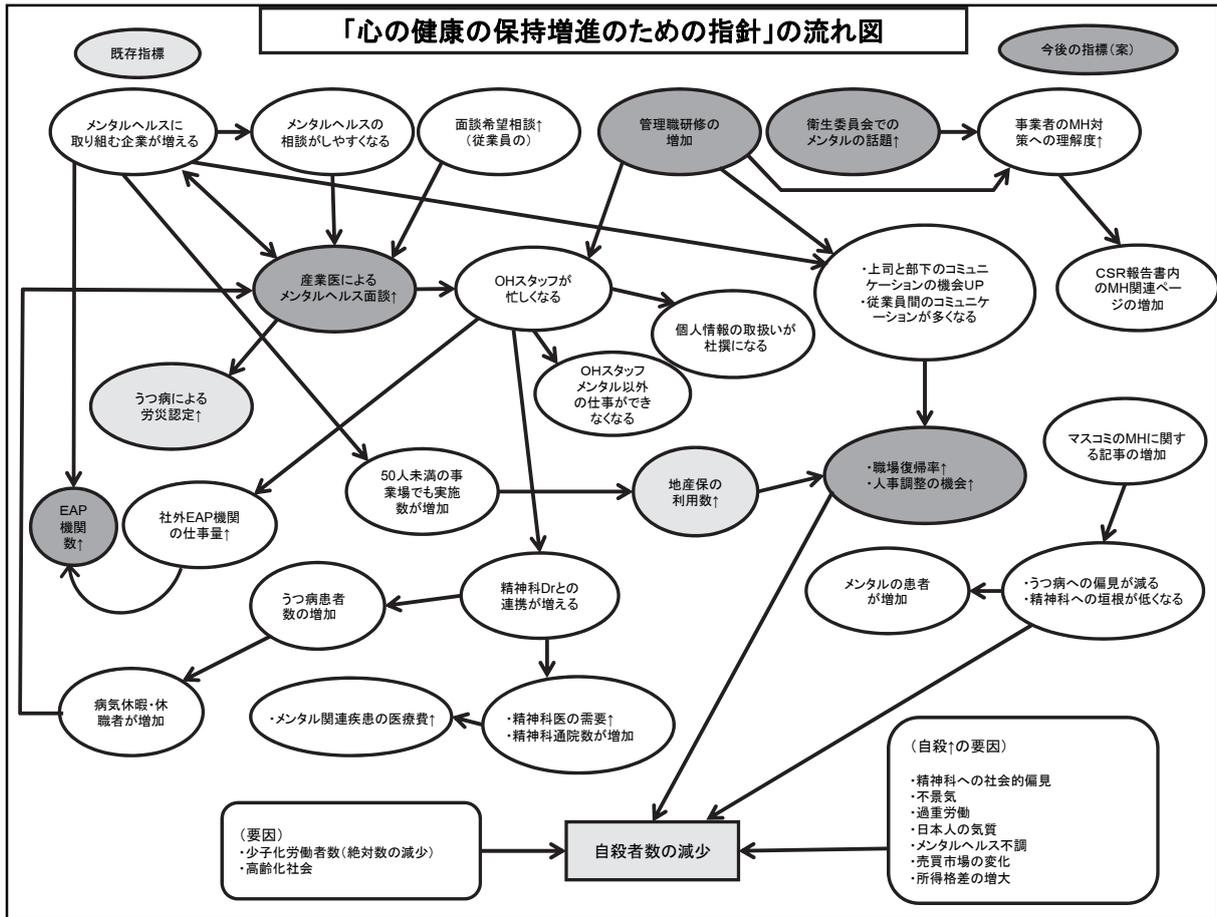 「心の健康の保持増進のための指針」の流れ図
既存指標
今後の指標(案)
メンタルヘルスに
取り組む企業が増える
メンタルヘルスの
相談がしやすくなる
面談希望相談↑
(従業員の)
管理職研修の
増加
衛生委員会での
メンタルの話題↑
事業者のMH対
策への理解度↑
産業医による
メンタルヘルス面談↑
OHスタッフが
忙しくなる
個人情報の取扱いが
杜撰になる
・上司と部下のコミュニ
ケーションの機会UP
・従業員間のコミュニケ
ーションが多くなる
CSR報告書内
のMH関連ペー
ジの増加
うつ病による
労災認定↑
OHスタッフ
メンタル以外
の仕事ができ
なくなる
マスコミのMHに関す
る記事の増加
EAP
機関
数↑
社外EAP機関
の仕事量↑
50人未満の事
業場でも実施
数が増加
地産保の
利用数↑
・職場復帰率↑
・人事調整の機会↑
うつ病患者
数の増加
精神科Drとの
連携が増える
メンタルの患者
が増加
・うつ病への偏見が減る
・精神科への垣根が低くなる
病気休暇・休
職者が増加
・メンタル関連疾患の医療費↑
・精神科医の需要↑
・精神科通院数が増加
(要因)
・少子化労働者数(絶対数の減少)
・高齢化社会
自殺者数の減少
(自殺↑の要因)
・精神科への社会的偏見
・不景気
・過重労働
・日本人の気質
・メンタルヘルス不調
・売買市場の変化
・所得格差の増大